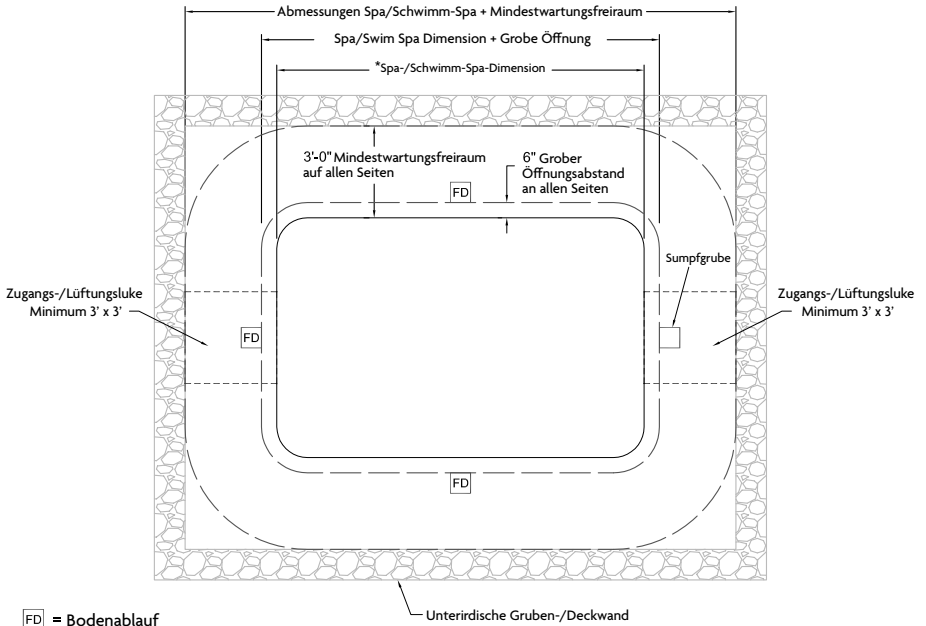 Abmessungen Spa/Schwimm-Spa + Mindestwartungsfreiraum
Spa/Swim Spa Dimension + Grobe Öffnung
*Spa-/Schwimm-Spa-Dimension
3'-0" Mindestwartungsfreiraum
auf allen Seiten
6" Grober
Öffnungsabstand
an allen Seiten
FD
Sumpfgrube
Zugangs-/Lüftungsluke
Minimum 3' x 3'
Zugangs-/Lüftungsluke
Minimum 3' x 3'
FD
FD
Unterirdische Gruben-/Deckwand
FD = Bodenablauf